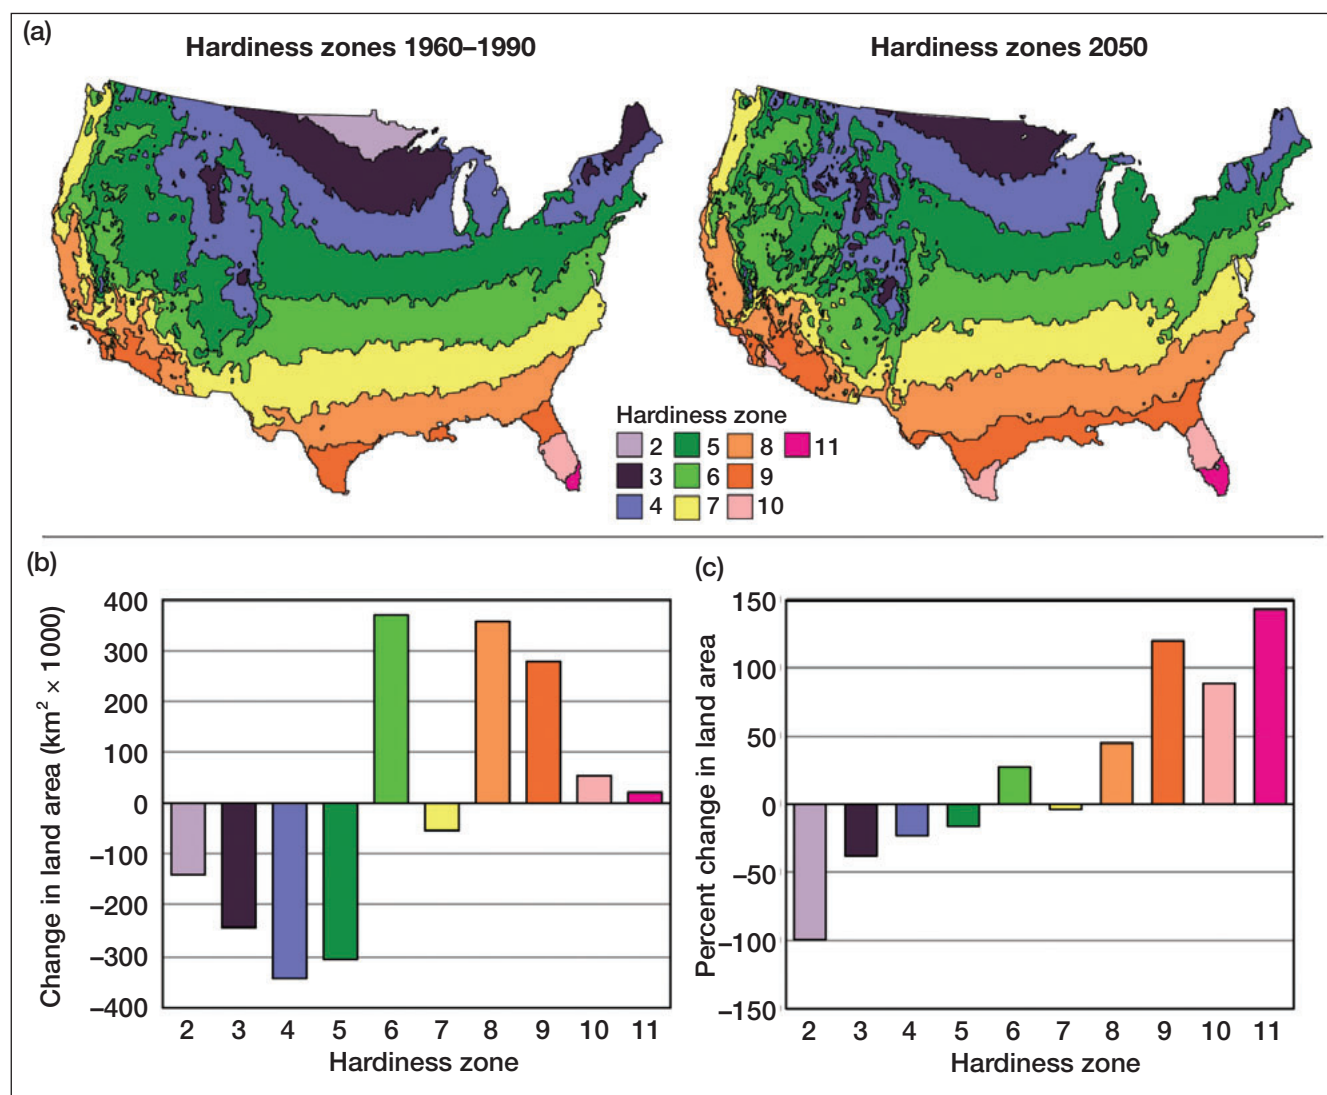 (a)
Hardiness zones 1960–1990
Hardiness zones 2050
Hardiness zone
2 5 8 11
3 6 9
4 7 10
(b)
Change in land area (km² × 1000)
400
300
200
100
0
–100
–200
–300
–400
2 3 4 5 6 7 8 9 10 11
Hardiness zone
(c)
Percent change in land area
150
100
50
0
–50
–100
–150
2 3 4 5 6 7 8 9 10 11
Hardiness zone